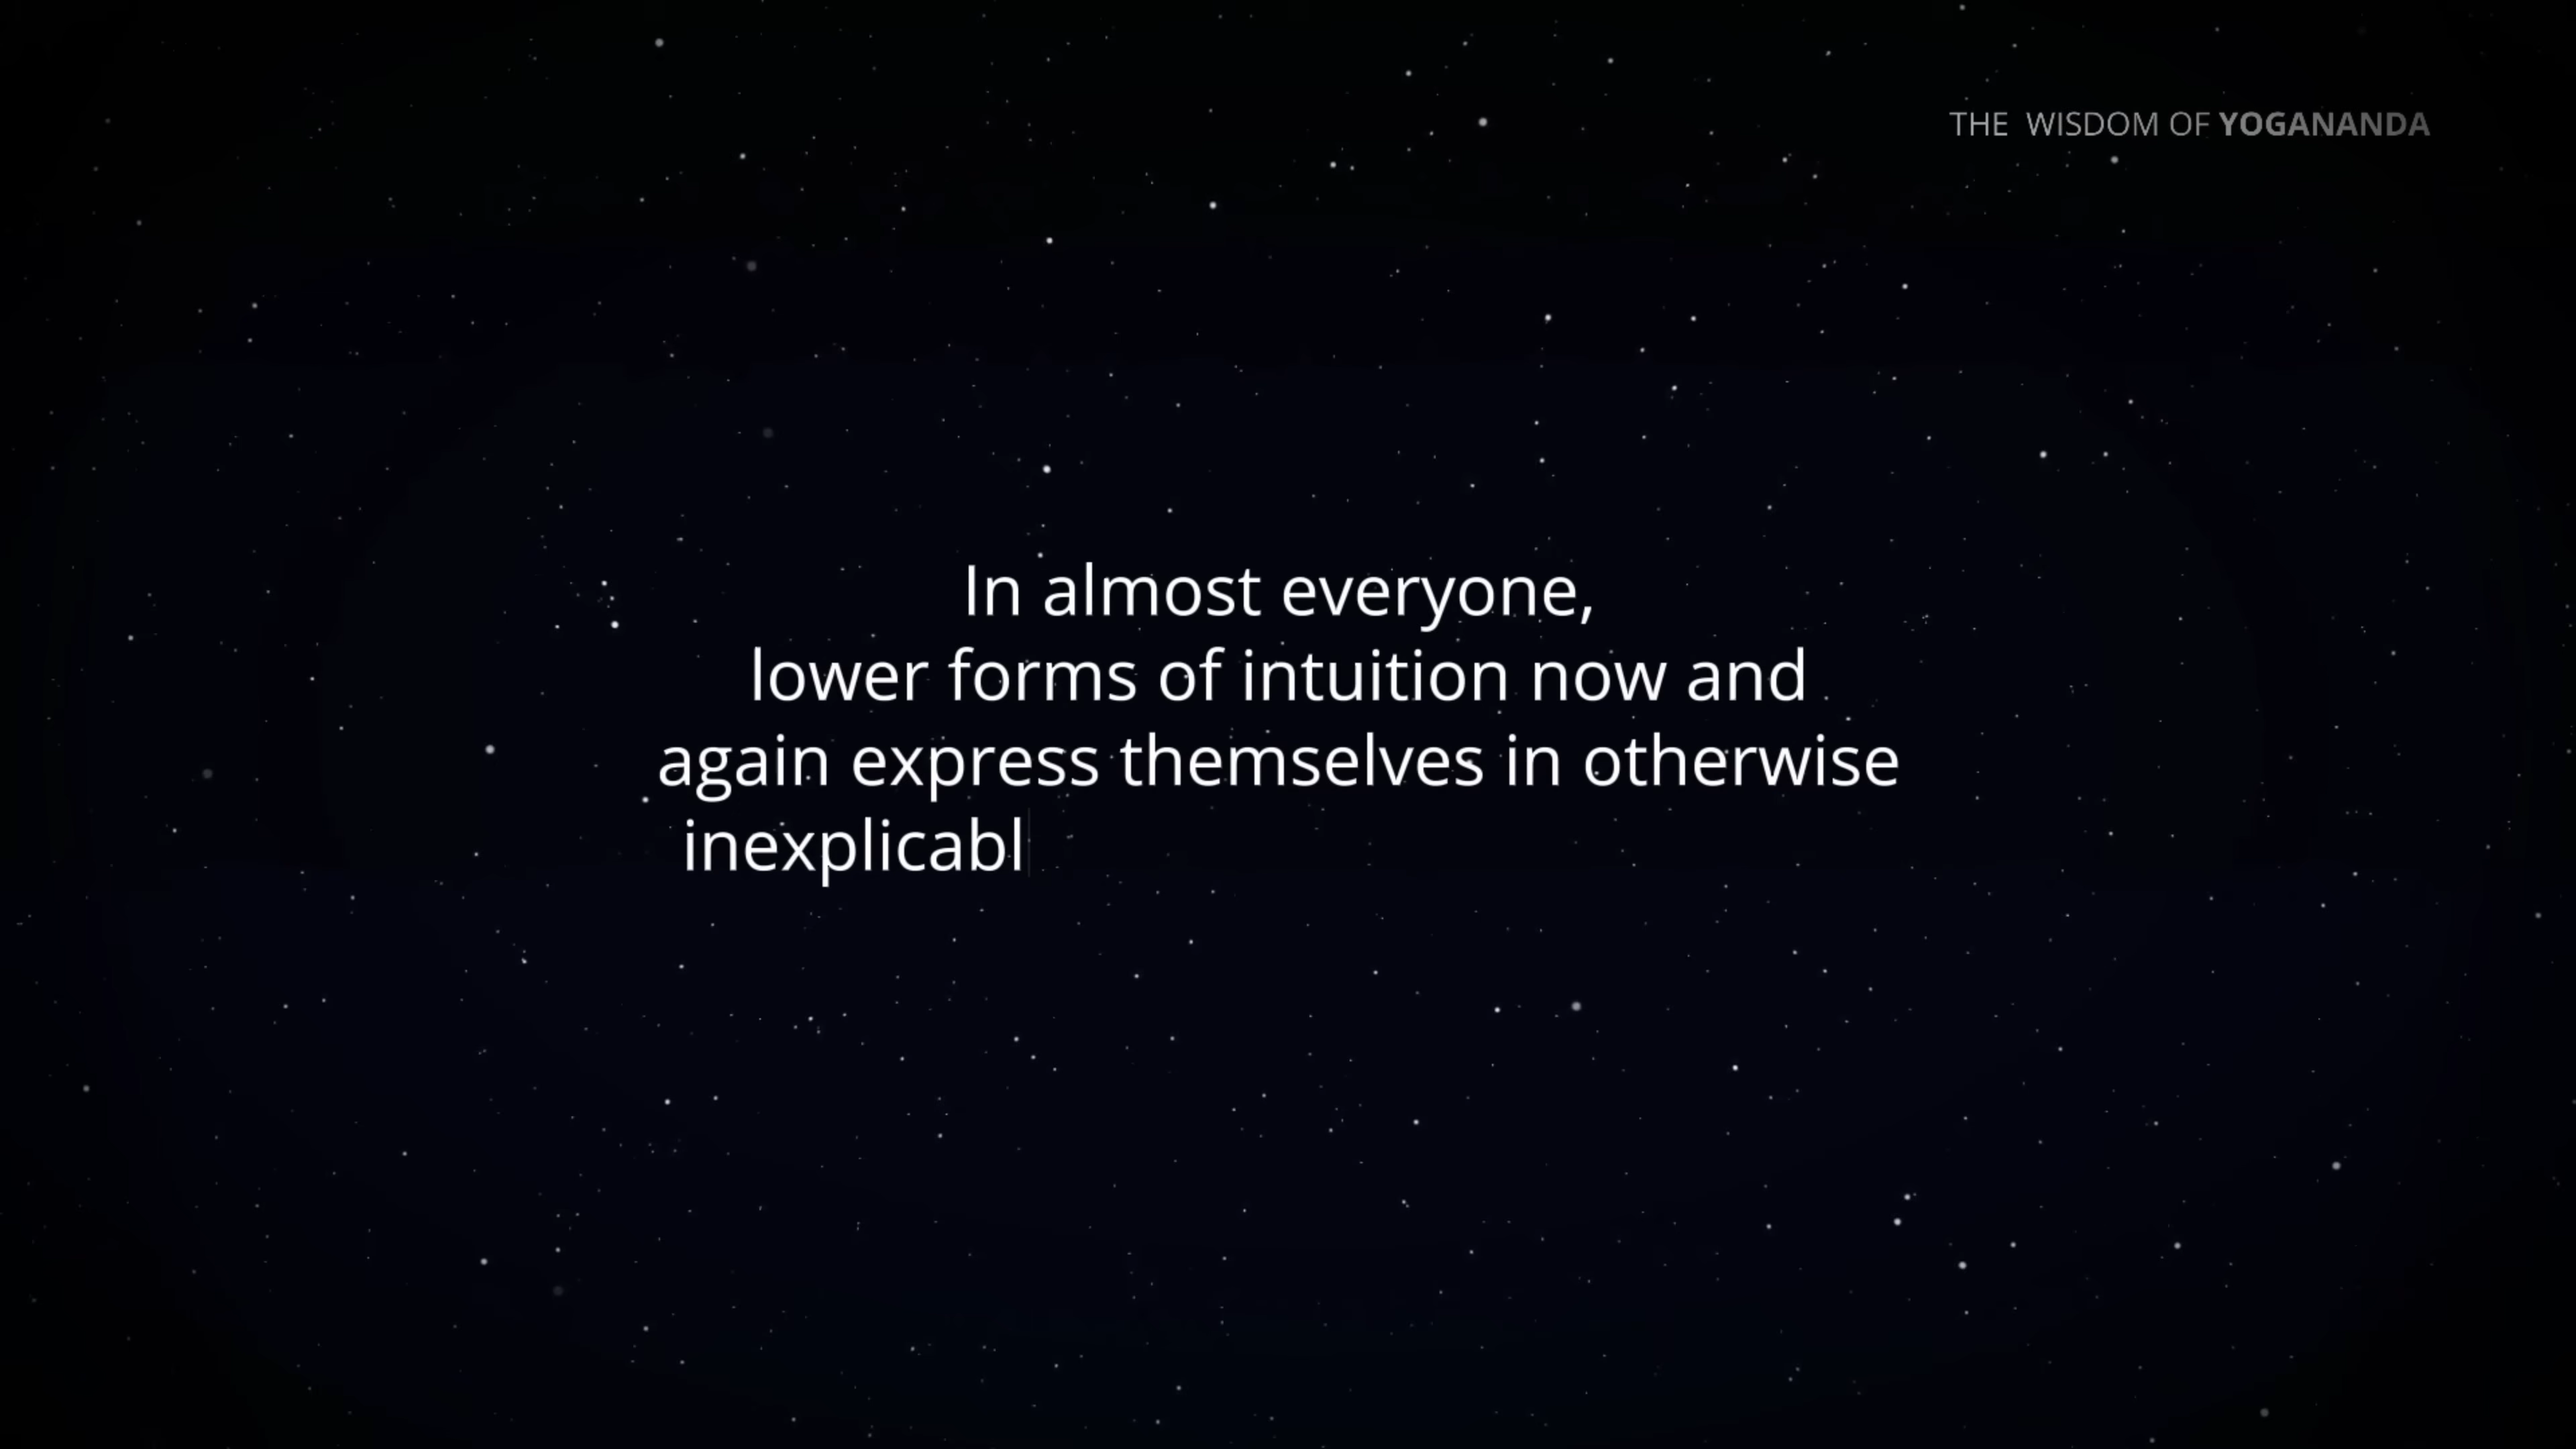 THE WISDOM OF YOGANANDA
In almost everyone,
lower forms of intuition now and
again express themselves in otherwise
inexplicabl